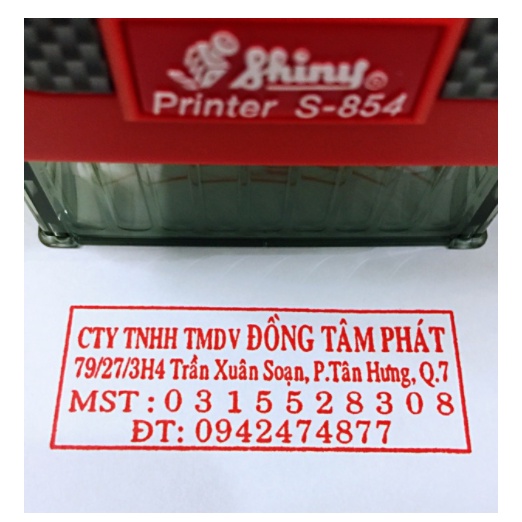 Shiny®
Printer S-854
CTY TNHH TMDV ĐỒNG TÂM PHÁT
79/27/3H4 Trần Xuân Soạn, P.Tân Hưng, Q.7
MST : 0 3 1 5 5 2 8 3 0 8
ĐT: 0942474877